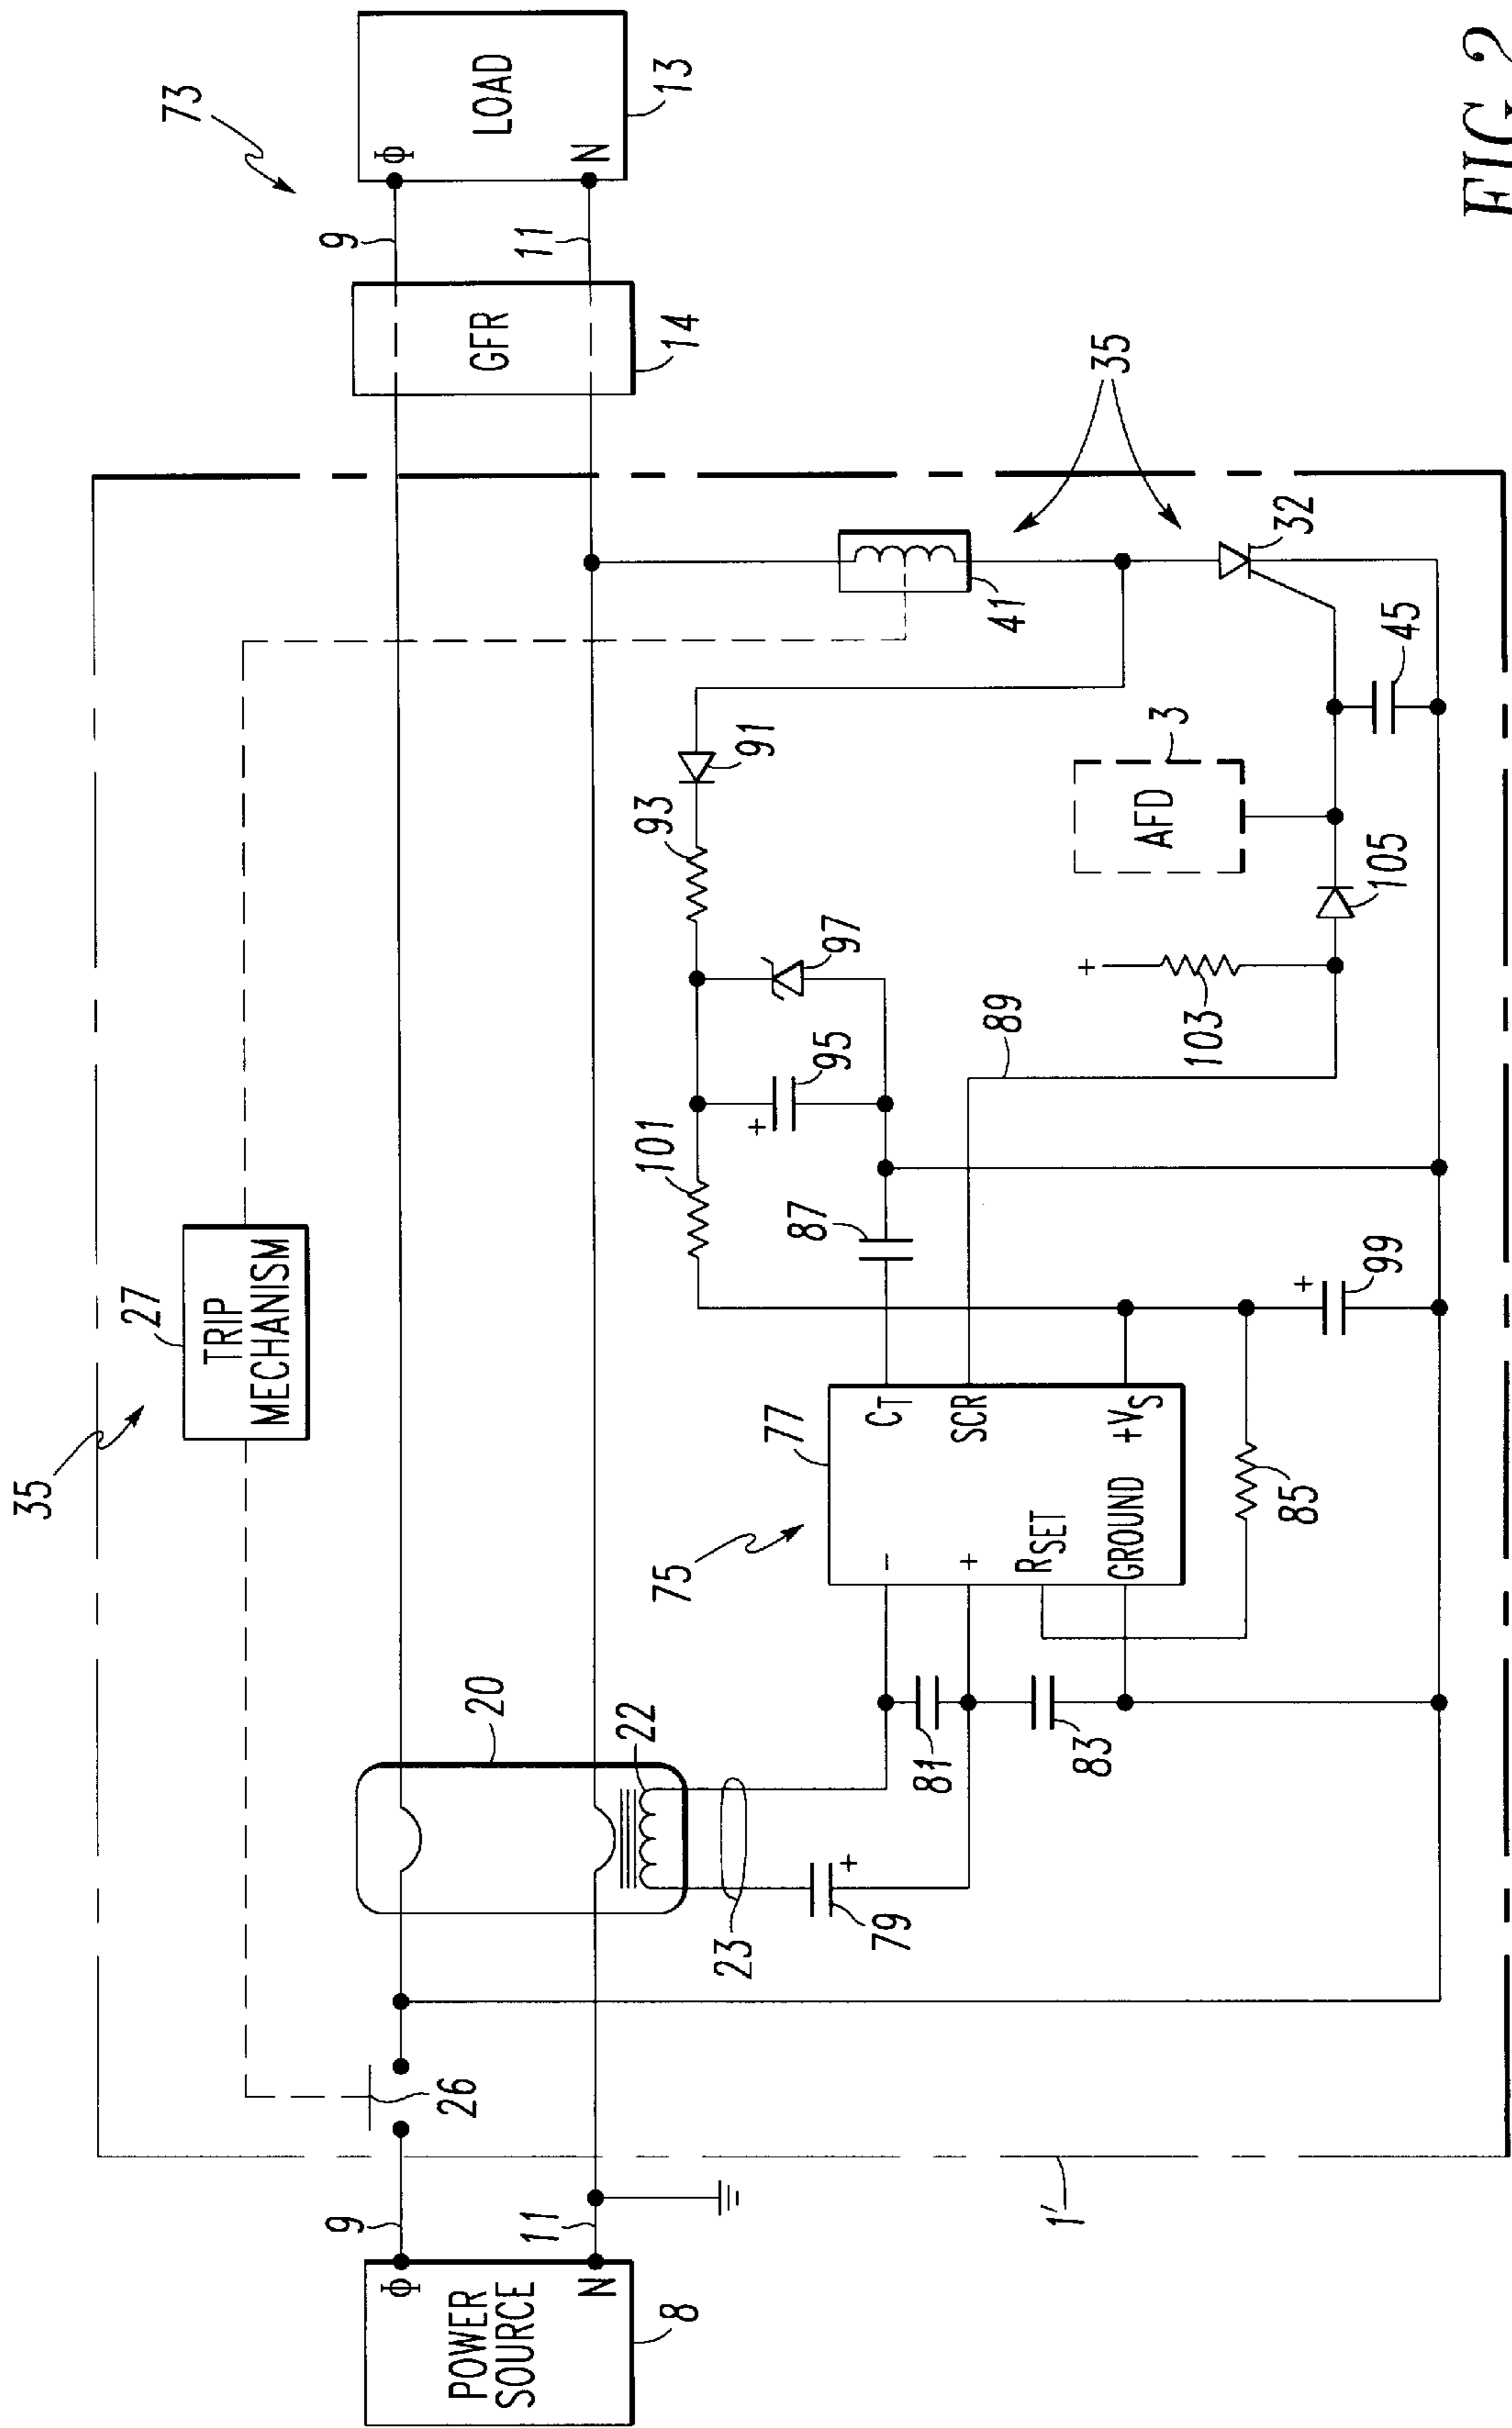 35
27
TRIP
MECHANISM
73
9
9
Φ
Φ
POWER
SOURCE
N
8
11
26
20
22
23
GFR
14
11
LOAD
N
13
79
+
81
83
75
77
-
+
RSET
GROUND
CT
SCR
+VS
85
87
101
+
95
97
93
91
89
41
35
+
103
AFD
3
105
32
45
+
99
1'
FIG. 2